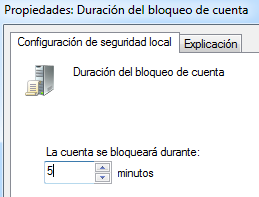 Propiedades: Duración del bloqueo de cuenta
Configuración de seguridad local Explicación
Duración del bloqueo de cuenta
La cuenta se bloqueará durante:
5 minutos